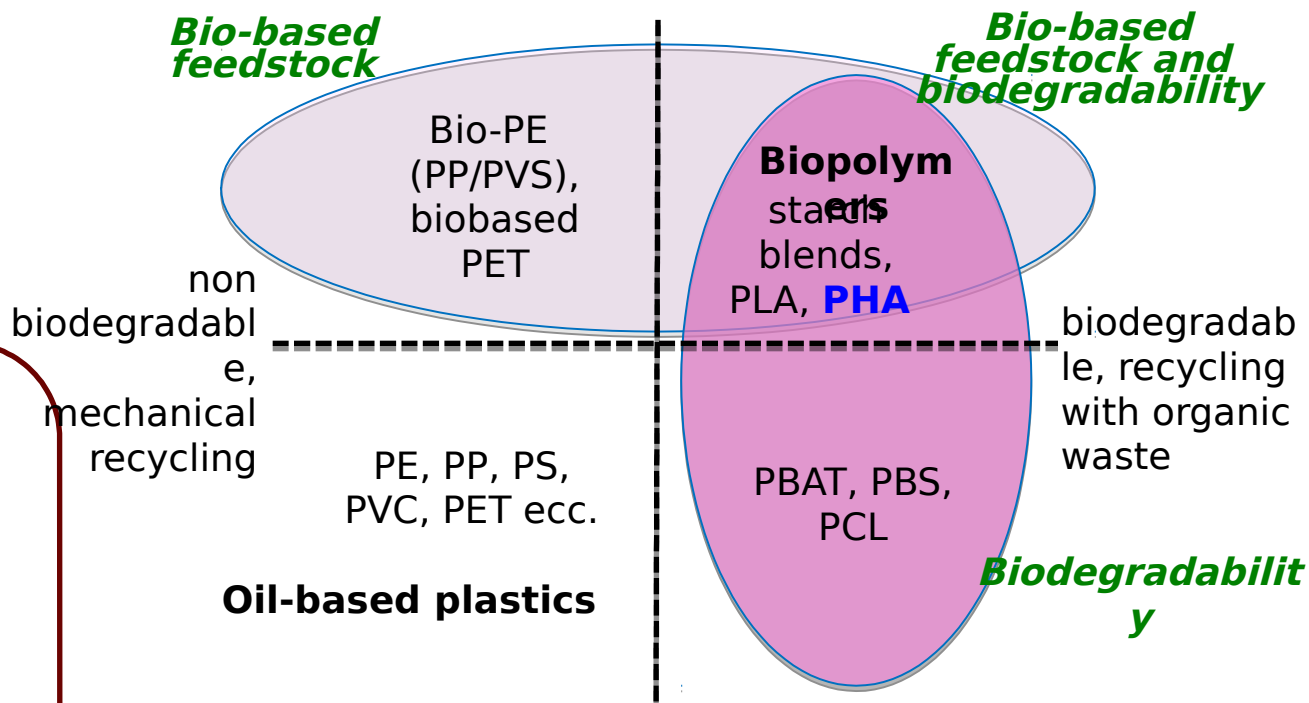 Bio-based
feedstock
Bio-based
feedstock and
biodegradability
Bio-PE
(PP/PVS),
biobased
PET
Biopolym
ers
starch
blends,
PLA, PHA
non
biodegradabl
e,
mechanical
recycling
biodegradab
le, recycling
with organic
waste
PE, PP, PS,
PVC, PET ecc.
Oil-based plastics
PBAT, PBS,
PCL
Biodegradabilit
y